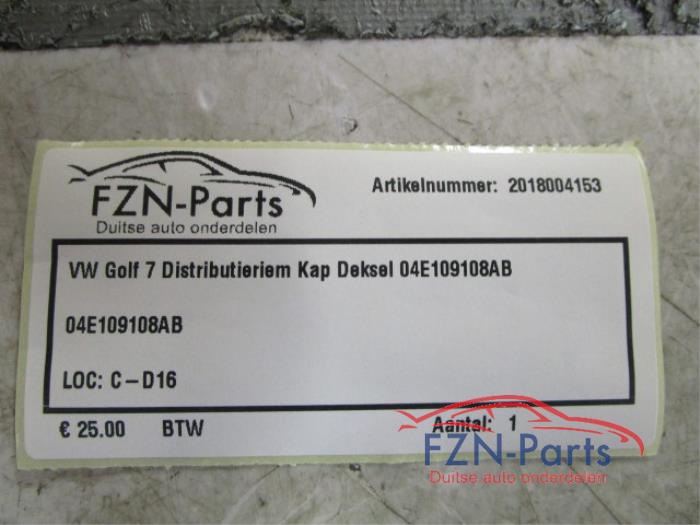 FZN-Parts
Duitse auto onderdelen
Artikelnummer: 2018004153
VW Golf 7 Distributieriem Kap Deksel 04E109108AB
04E109108AB
LOC: C-D16
€ 25.00 BTW Aantal: 1
FZN-Parts
Duitse auto onderdelen